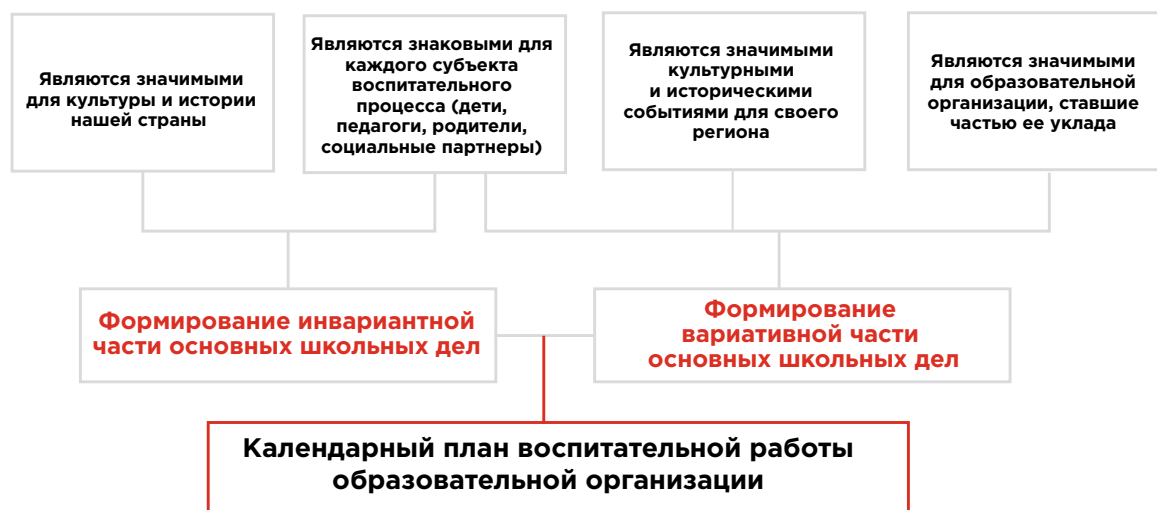 Являются значимыми
для культуры и истории
нашей страны
Являются знаковыми для
каждого субъекта
воспитательного
процесса (дети,
педагоги, родители,
социальные партнеры)
Являются значимыми
культурными
и историческими
событиями для своего
региона
Являются значимыми
для образовательной
организации, ставшие
частью ее уклада
Формирование инвариантной
части основных школьных дел
Формирование
вариативной части
основных школьных дел
Календарный план воспитательной работы
образовательной организации